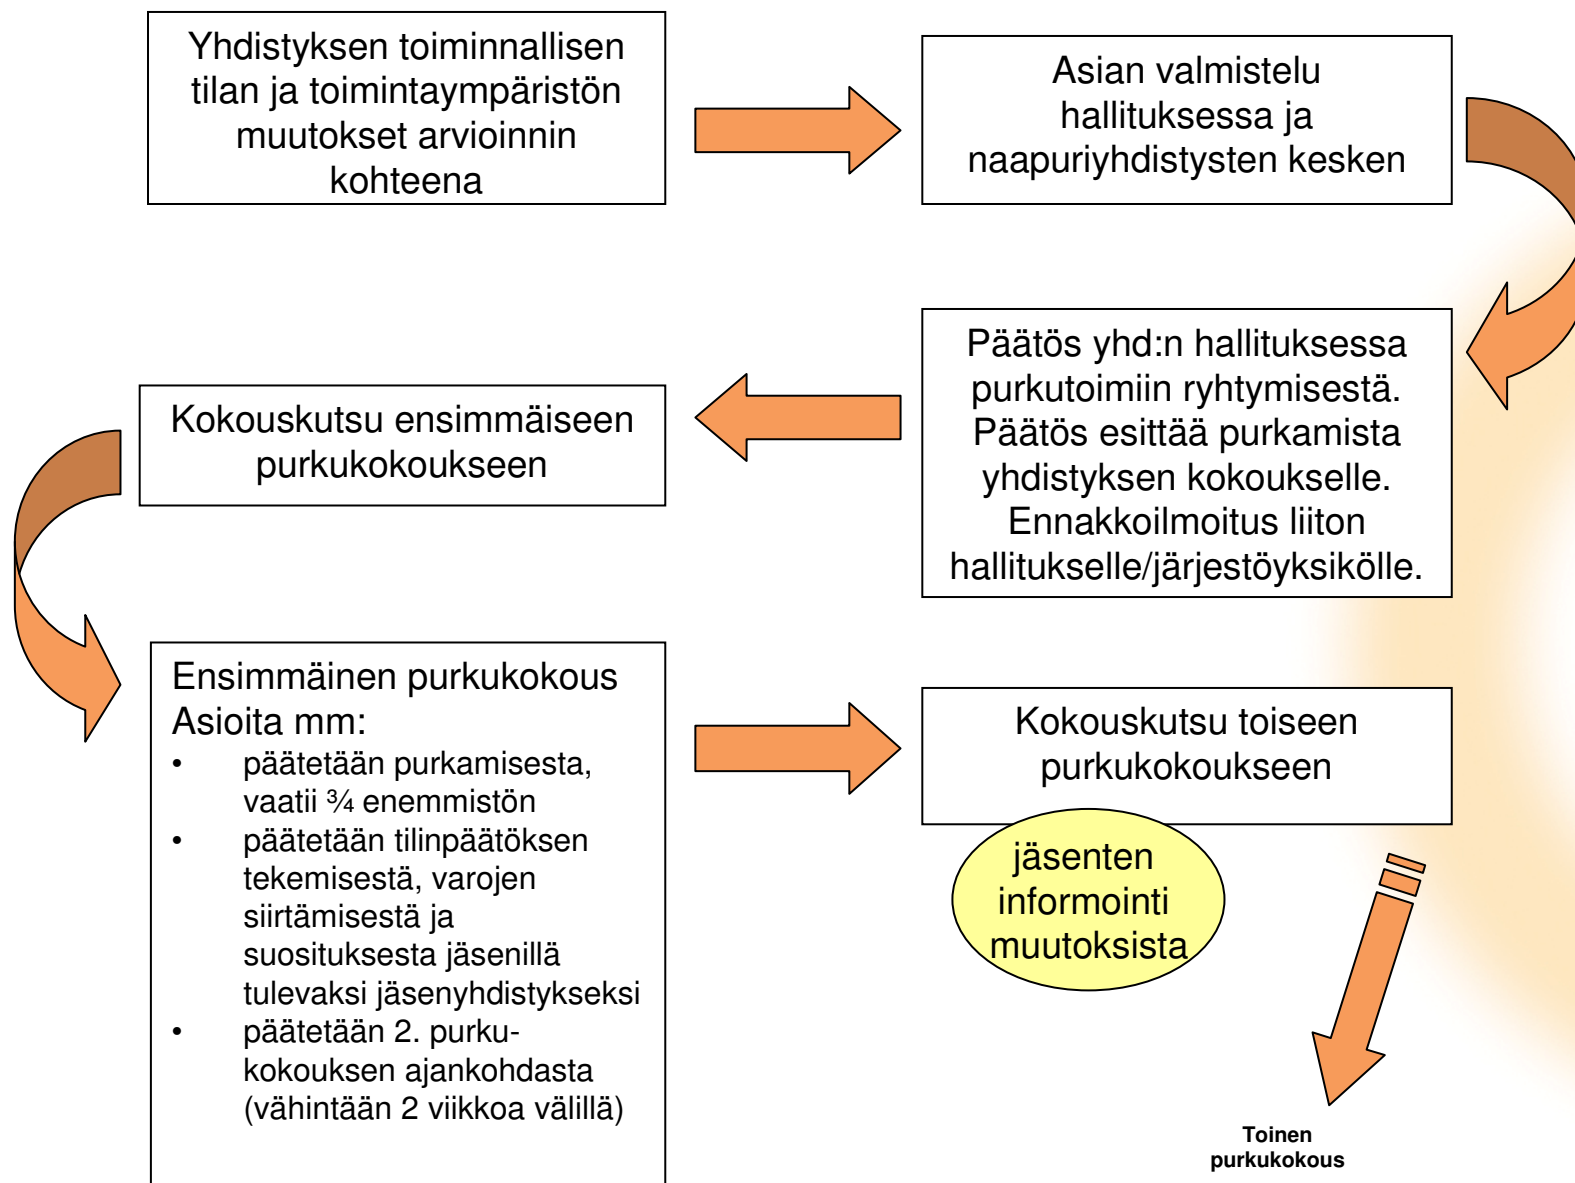 Yhdistyksen toiminnallisen
tilan ja toimintaympäristön
muutokset arvioinnin
kohteena
Asian valmistelu
hallituksessa ja
naapuriyhdistysten kesken
Päätös yhd:n hallituksessa
purkutoimiin ryhtymisestä.
Päätös esittää purkamista
yhdistyksen kokoukselle.
Ennakkoilmoitus liiton
hallitukselle/järjestöyksikölle.
Kokouskutsu ensimmäiseen
purkukokoukseen
Ensimmäinen purkukokous
Asioita mm:
• päätetään purkamisesta,
vaatii ¾ enemmistön
• päätetään tilinpäätöksen
tekemisestä, varojen
siirtämisestä ja
suosituksesta jäsenillä
tulevaksi jäsenyhdistykseksi
• päätetään 2. purku-
kokouksen ajankohdasta
(vähintään 2 viikkoa välillä)
Kokouskutsu toiseen
purkukokoukseen
jäsenten
informointi
muutoksista
Toinen
purkukokous